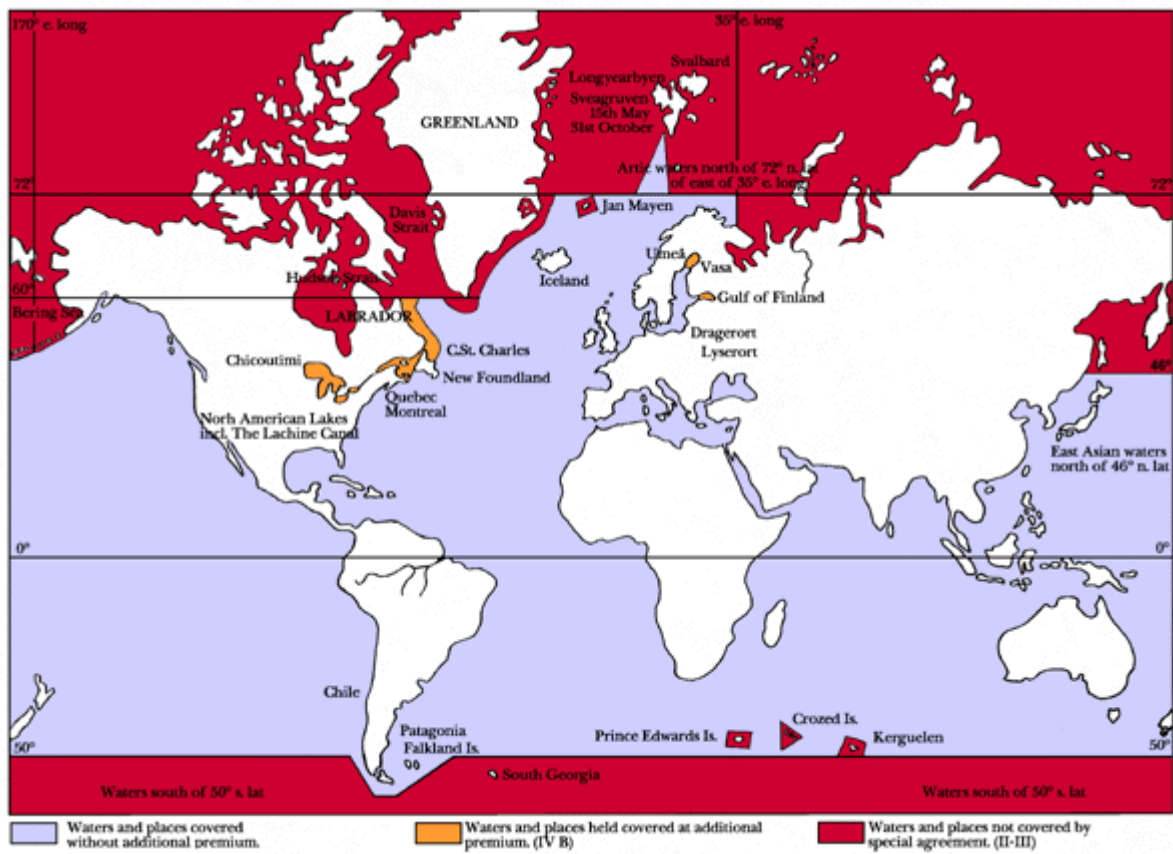 170° e. long
35° e. long
Svalbard
Longyearbyen
Sveagruven
15th May
31st October
GREENLAND
Artic waters north of 72° n. lat
of east of 35° e. long
72°
72°
Davis
Strait
Jan Mayen
Umeå
Vasa
Iceland
Hudson Strait
60°
Gulf of Finland
Bering Sea
LABRADOR
Dragerort
Lyserort
C.St. Charles
Chicoutimi
46°
New Foundland
Quebec
Montreal
Norh American Lakes
incl. The Lachine Canal
East Asian waters
north of 46° n. lat
0°
0°
Chile
Patagonia
Falkland Is.
Prince Edwards Is.
Crozed Is.
Kerguelen
50°
50°
South Georgia
Waters south of 50° s. lat
Waters south of 50° s. lat
Waters and places covered
without additional premium.
Waters and places held covered at additional
premium. (IV B)
Waters and places not covered by
special agreement. (II-III)